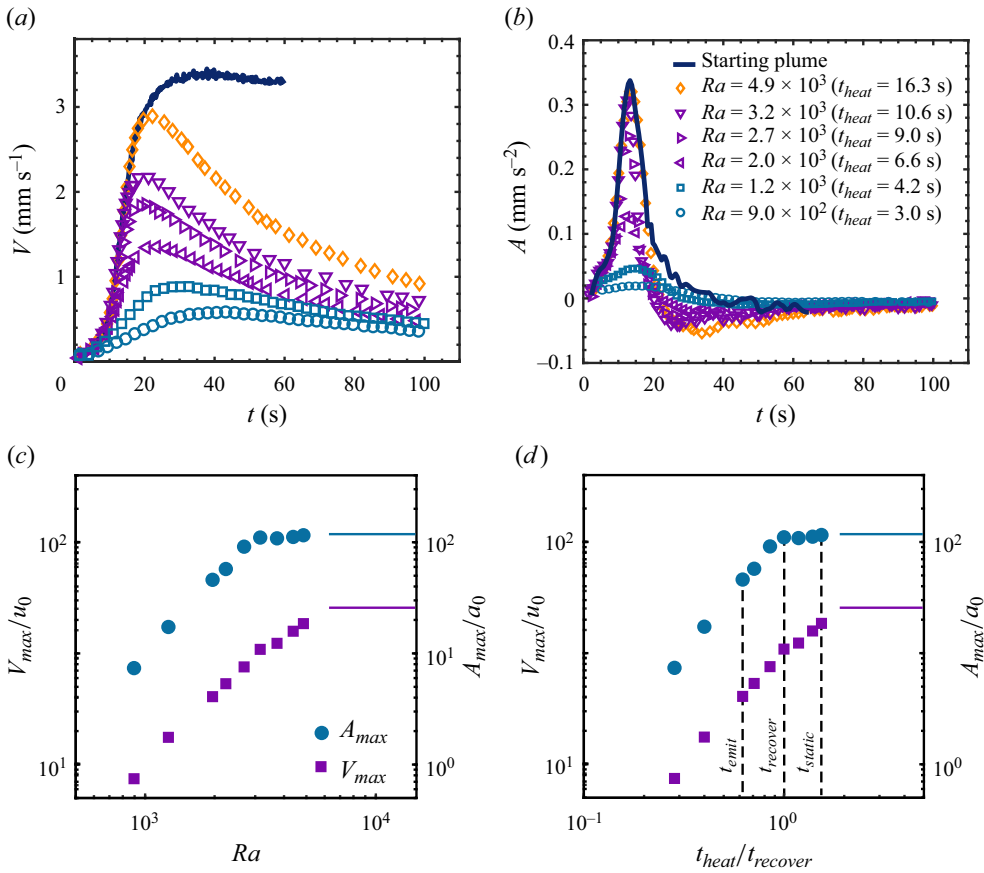 (a)
3
2
1
0
20
40
60
80
100
V (mm s⁻¹)
t (s)
(b)
0.4
0.3
0.2
0.1
0
−0.1
0
20
40
60
80
100
A (mm s⁻²)
t (s)
Starting plume
Ra = 4.9 × 10³ (t_heat = 16.3 s)
Ra = 3.2 × 10³ (t_heat = 10.6 s)
Ra = 2.7 × 10³ (t_heat = 9.0 s)
Ra = 2.0 × 10³ (t_heat = 6.6 s)
Ra = 1.2 × 10³ (t_heat = 4.2 s)
Ra = 9.0 × 10² (t_heat = 3.0 s)
(c)
10²
10¹
V_max/u₀
10²
10¹
10⁰
A_max/a₀
A_max
V_max
10³
10⁴
Ra
(d)
10²
10¹
V_max/u₀
10²
10¹
10⁰
A_max/a₀
t_emit
t_recover
t_static
10⁻¹
10⁰
t_heat/t_recover